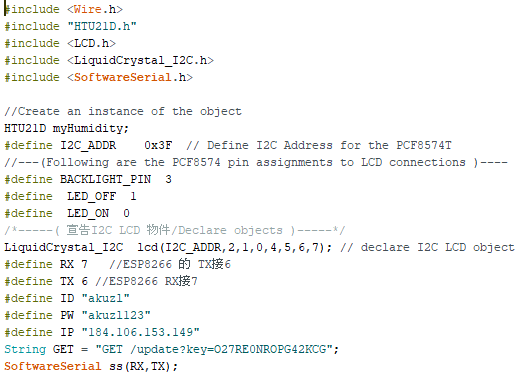 #include <Wire.h>
#include "HTU21D.h"
#include <LCD.h>
#include <LiquidCrystal_I2C.h>
#include <SoftwareSerial.h>
//Create an instance of the object
HTU21D myHumidity;
#define I2C_ADDR    0x3F  // Define I2C Address for the PCF8574T
//---(Following are the PCF8574 pin assignments to LCD connections )----
#define BACKLIGHT_PIN  3
#define  LED_OFF  1
#define  LED_ON  0
/*-----( 宣告I2C LCD 物件/Declare objects )-----*/
LiquidCrystal_I2C  lcd(I2C_ADDR,2,1,0,4,5,6,7); // declare I2C LCD object
#define RX 7   //ESP8266 的 TX接6
#define TX 6 //ESP8266 RX接7
#define ID "akuz1"
#define PW "akuz1123"
#define IP "184.106.153.149"
String GET = "GET /update?key=O27RE0NROPG42KCG";
SoftwareSerial ss(RX,TX);